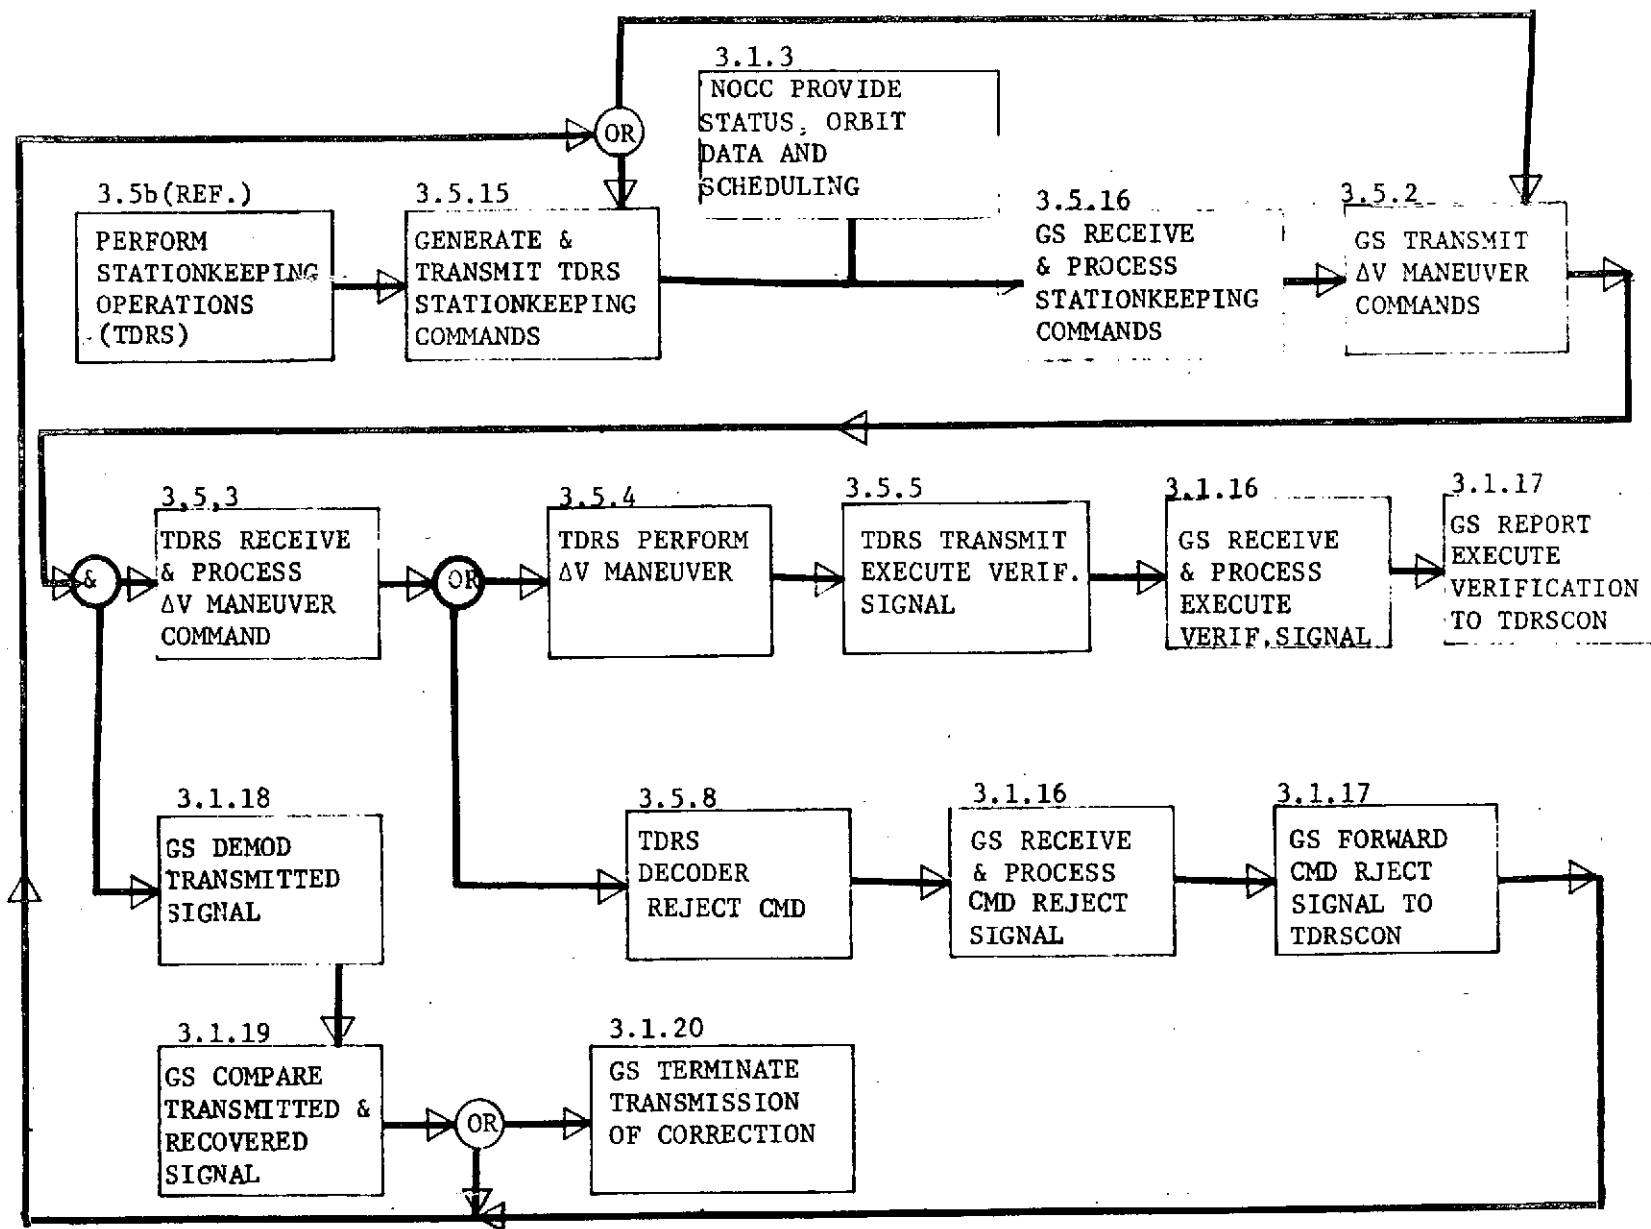 3.1.3
NOCC PROVIDE
STATUS, ORBIT
DATA AND
SCHEDULING
OR
3.5b(REF.)
PERFORM
STATIONKEEPING
OPERATIONS
(TDRS)
3.5.15
GENERATE &
TRANSMIT TDRS
STATIONKEEPING
COMMANDS
3.5.16
GS RECEIVE
& PROCESS
STATIONKEEPING
COMMANDS
3.5.2
GS TRANSMIT
ΔV MANEUVER
COMMANDS
&
3,5,3
TDRS RECEIVE
& PROCESS
ΔV MANEUVER
COMMAND
OR
3.5.4
TDRS PERFORM
ΔV MANEUVER
3.5.5
TDRS TRANSMIT
EXECUTE VERIF.
SIGNAL
3.1.16
GS RECEIVE
& PROCESS
EXECUTE
VERIF.SIGNAL
3.1.17
GS REPORT
EXECUTE
VERIFICATION
TO TDRSCON
3.1.18
GS DEMOD
TRANSMITTED
SIGNAL
3.5.8
TDRS
DECODER
REJECT CMD
3.1.16
GS RECEIVE
& PROCESS
CMD REJECT
SIGNAL
3.1.17
GS FORWARD
CMD RJECT
SIGNAL TO
TDRSCON
3.1.19
GS COMPARE
TRANSMITTED &
RECOVERED
SIGNAL
OR
3.1.20
GS TERMINATE
TRANSMISSION
OF CORRECTION